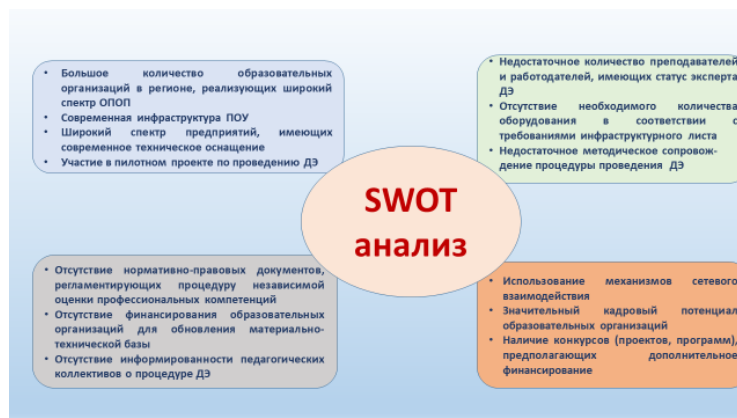 • Большое количество образовательных
организаций в регионе, реализующих широкий
спектр ОПОП
• Современная инфраструктура ПОУ
• Широкий спектр предприятий, имеющих
современное техническое оснащение
• Участие в пилотном проекте по проведению ДЭ
• Недостаточное количество преподавателей
и работодателей, имеющих статус эксперта
ДЭ
• Отсутствие необходимого количества
оборудования в соответствии с
требованиями инфраструктурного листа
• Недостаточное методическое сопровож-
дение процедуры проведения ДЭ
SWOT
анализ
• Отсутствие нормативно-правовых документов,
регламентирующих процедуру независимой
оценки профессиональных компетенций
• Отсутствие финансирования образовательных
организаций для обновления материально-
технической базы
• Отсутствие информированности педагогических
коллективов о процедуре ДЭ
• Использование механизмов сетевого
взаимодействия
• Значительный кадровый потенциал
образовательных организаций
• Наличие конкурсов (проектов, программ),
предполагающих дополнительное
финансирование